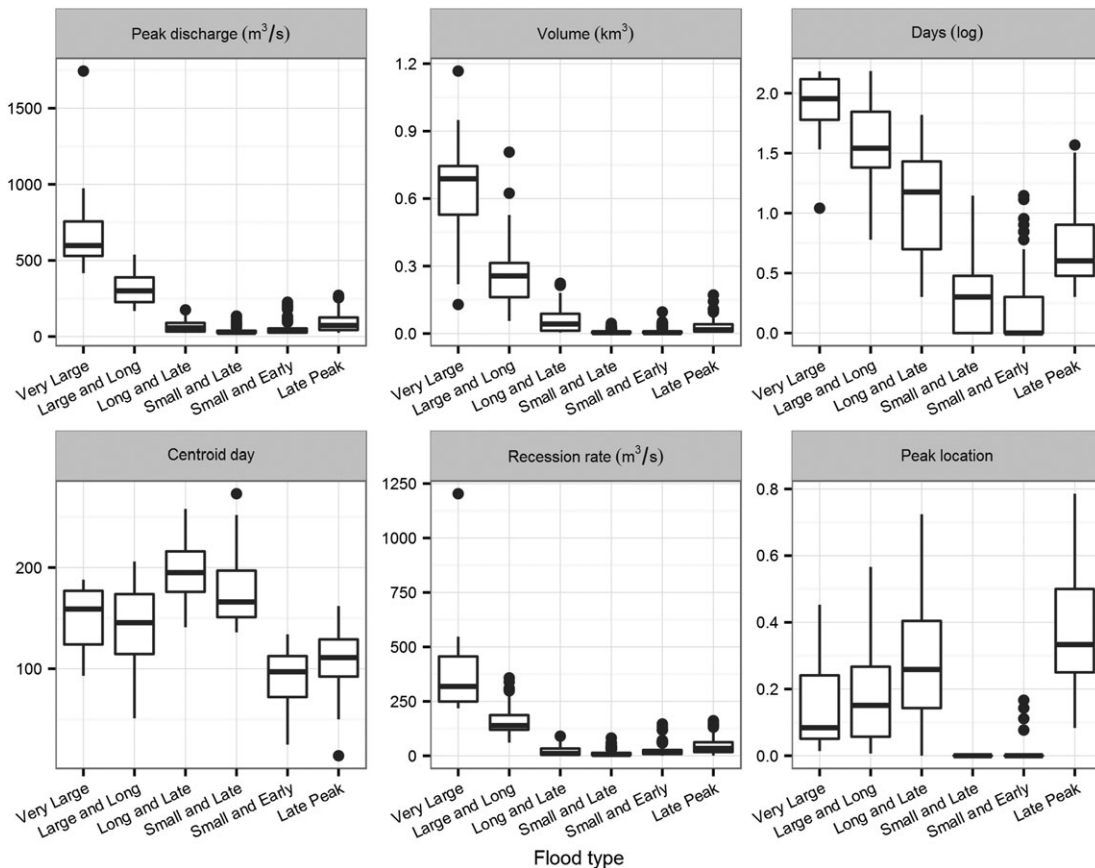 Peak discharge (m³/s)
Volume (km³)
Days (log)
1500
1000
500
0
1.2
0.9
0.6
0.3
0.0
2.0
1.5
1.0
0.5
0.0
Very Large
Large and Long
Long and Late
Small and Late
Small and Early
Late Peak
Very Large
Large and Long
Long and Late
Small and Late
Small and Early
Late Peak
Very Large
Large and Long
Long and Late
Small and Late
Small and Early
Late Peak
Centroid day
Recession rate (m³/s)
Peak location
200
100
1250
1000
750
500
250
0
0.8
0.6
0.4
0.2
0.0
Very Large
Large and Long
Long and Late
Small and Late
Small and Early
Late Peak
Very Large
Large and Long
Long and Late
Small and Late
Small and Early
Late Peak
Very Large
Large and Long
Long and Late
Small and Late
Small and Early
Late Peak
Flood type